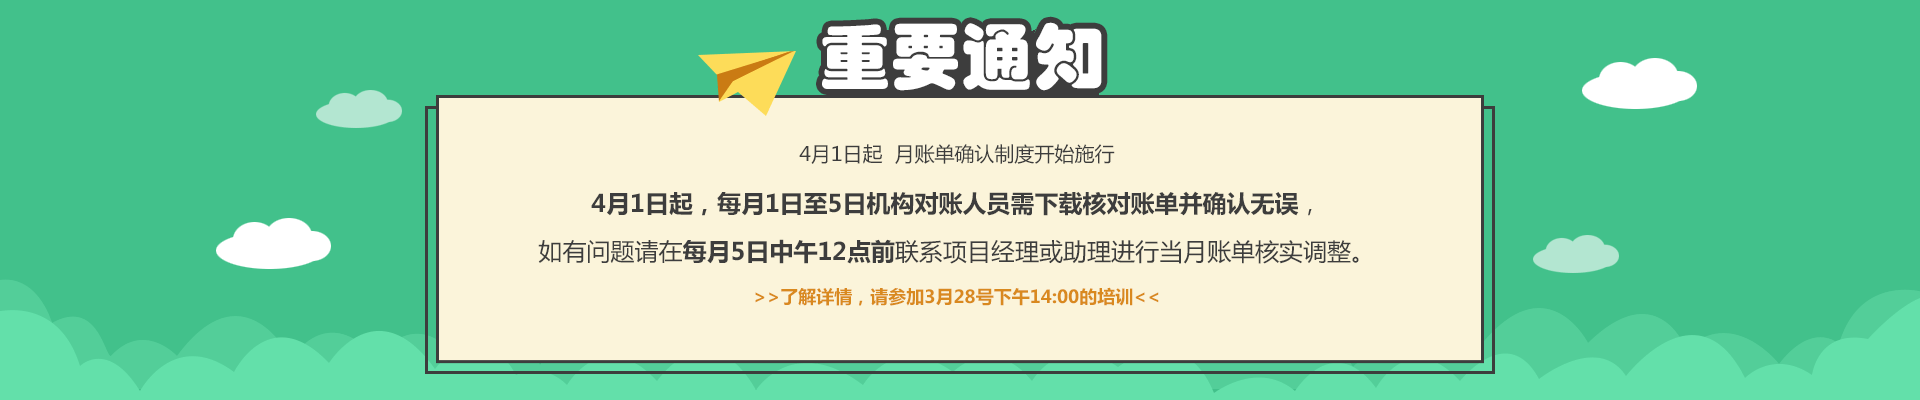 重要通知
4月1日起 月账单确认制度开始施行
4月1日起，每月1日至5日机构对账人员需下载核对账单并确认无误，
如有问题请在每月5日中午12点前联系项目经理或助理进行当月账单核实调整。
>>了解详情，请参加3月28号下午14:00的培训<<